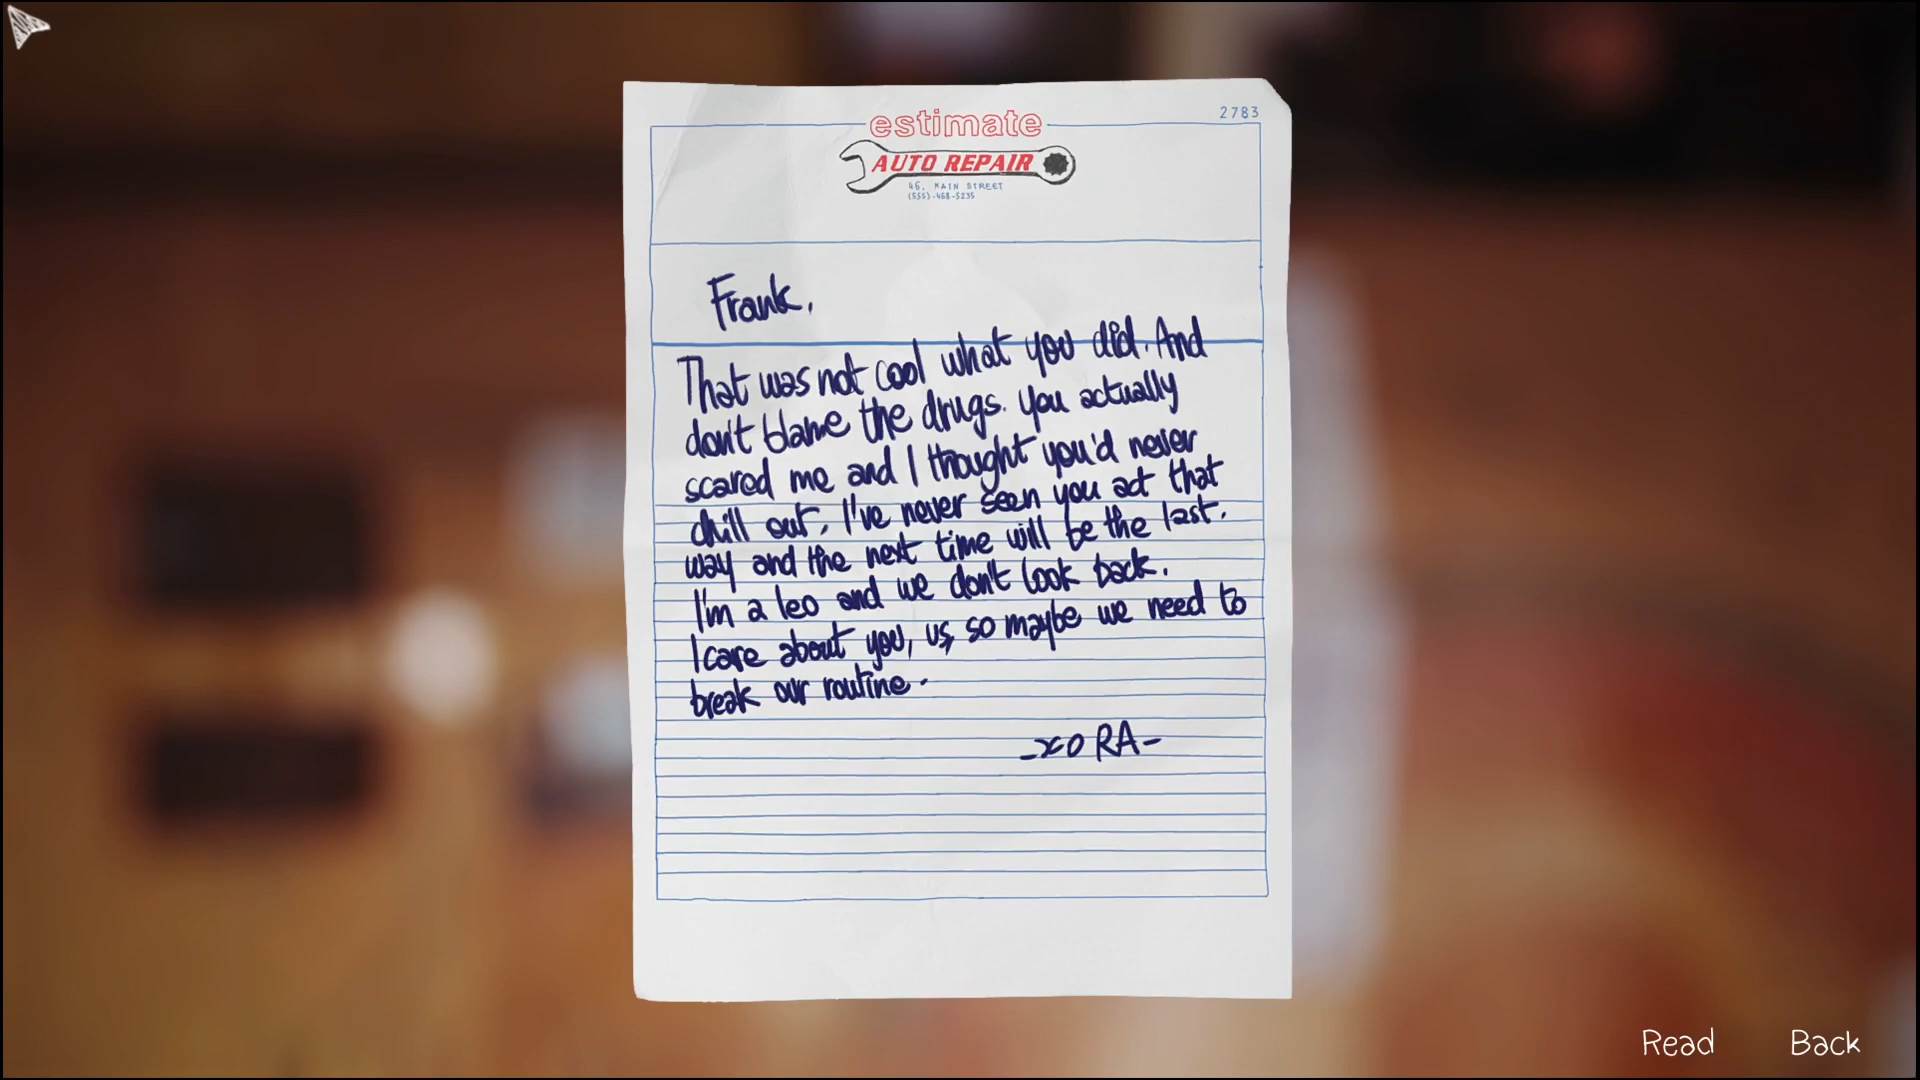 2783
estimate
AUTO REPAIR
46, MAIN STREET
(555)-468-5235
Frank,
That was not cool what you did. And
don't blame the drugs. You actually
scared me and I thought you'd never
chill out. I've never seen you act that
way and the next time will be the last.
I'm a leo and we don't look back.
I care about you, us, so maybe we need to
break our routine.
-xo RA-
Read
Back